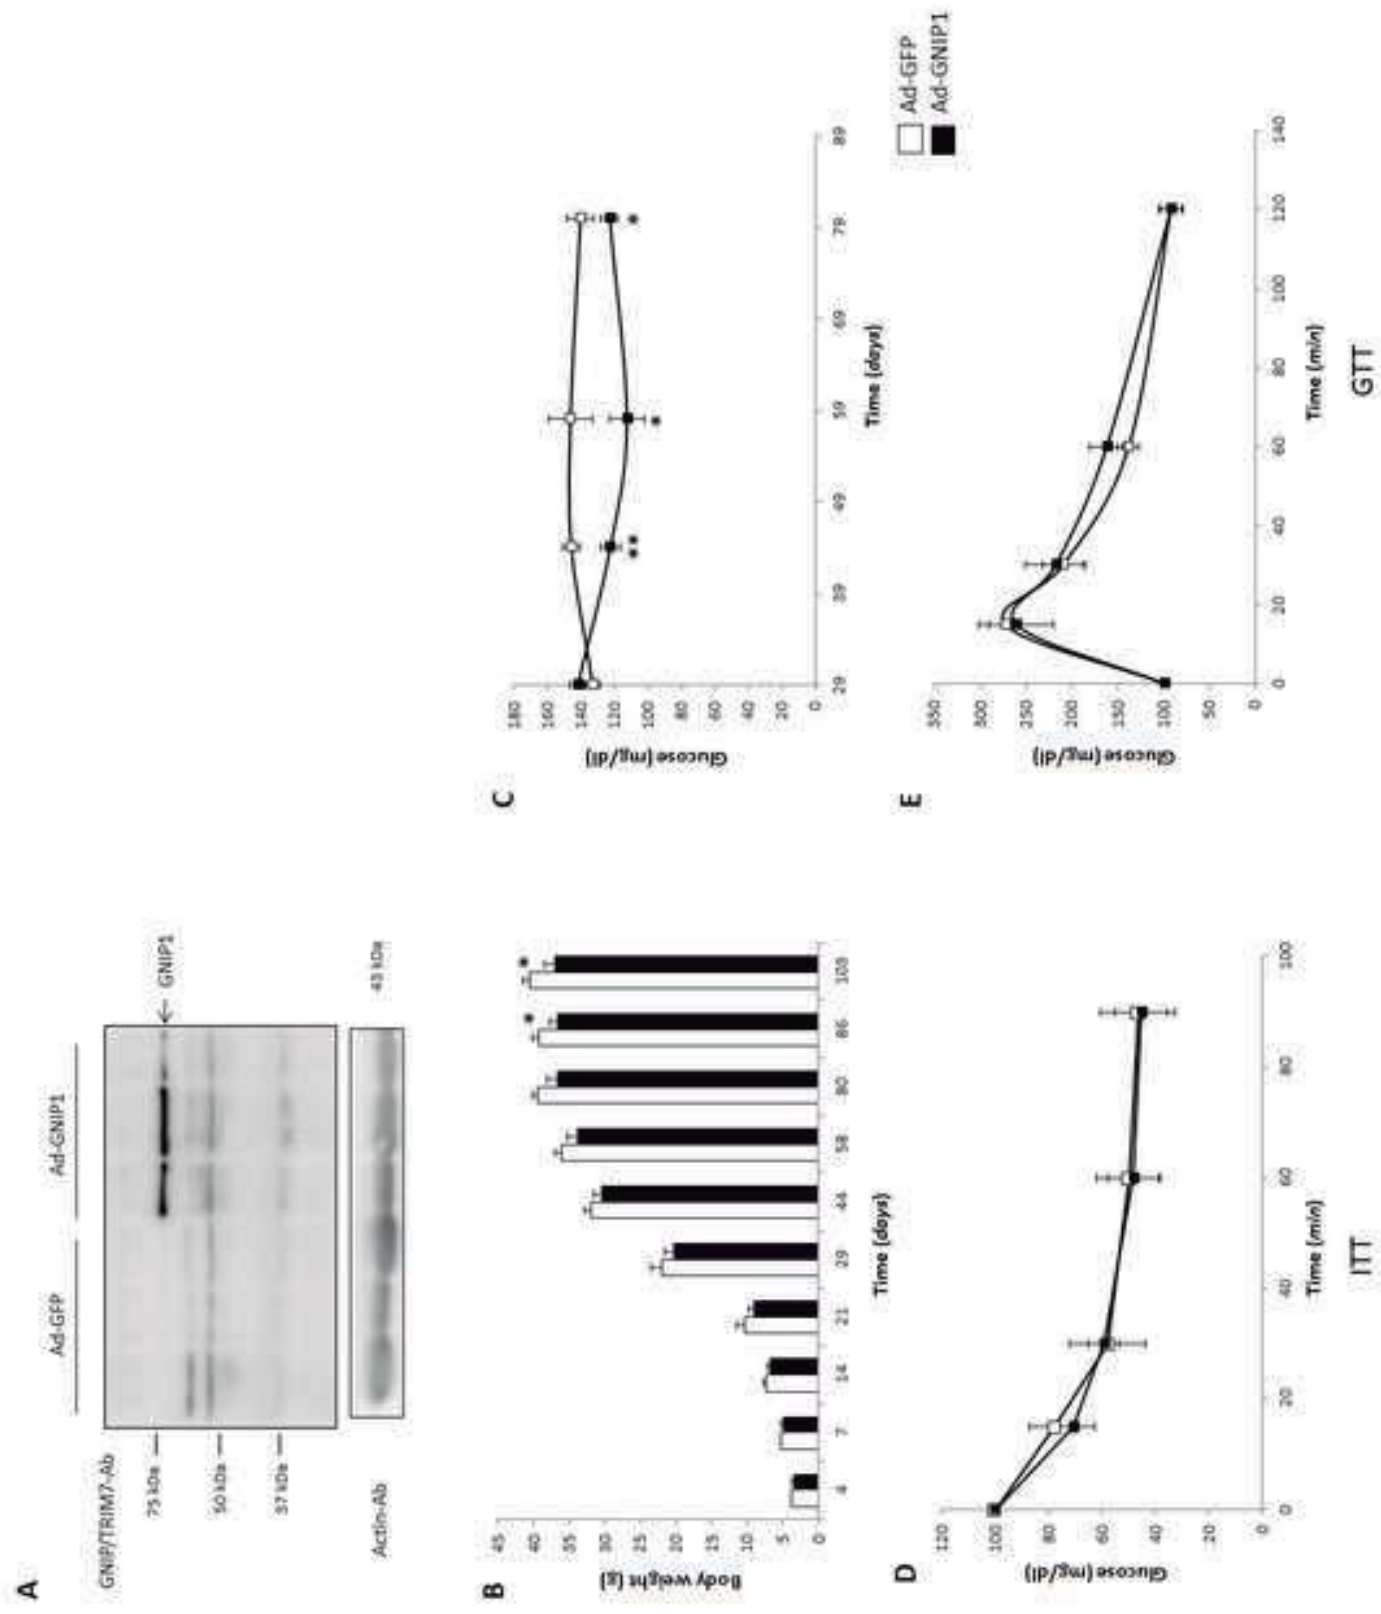 A
Ad-GFP
Ad-GNIP1
GNIP/TRIM7-Ab
75 kDa
50 kDa
37 kDa
GNIP1
Actin-Ab
43 kDa
B
Body weight (g)
45
40
35
30
25
20
15
10
5
0
4
7
14
21
29
44
58
80
86
103
Time (days)
C
Glucose (mg/dl)
180
160
140
120
100
80
60
40
20
0
29
39
49
59
69
79
89
Time (days)
*
*
**
*
*
D
Glucose (mg/dl)
120
100
80
60
40
20
0
0
20
40
60
80
100
Time (min)
ITT
E
Ad-GFP
Ad-GNIP1
Glucose (mg/dl)
350
300
250
200
150
100
50
0
0
20
40
60
80
100
120
140
Time (min)
GTT